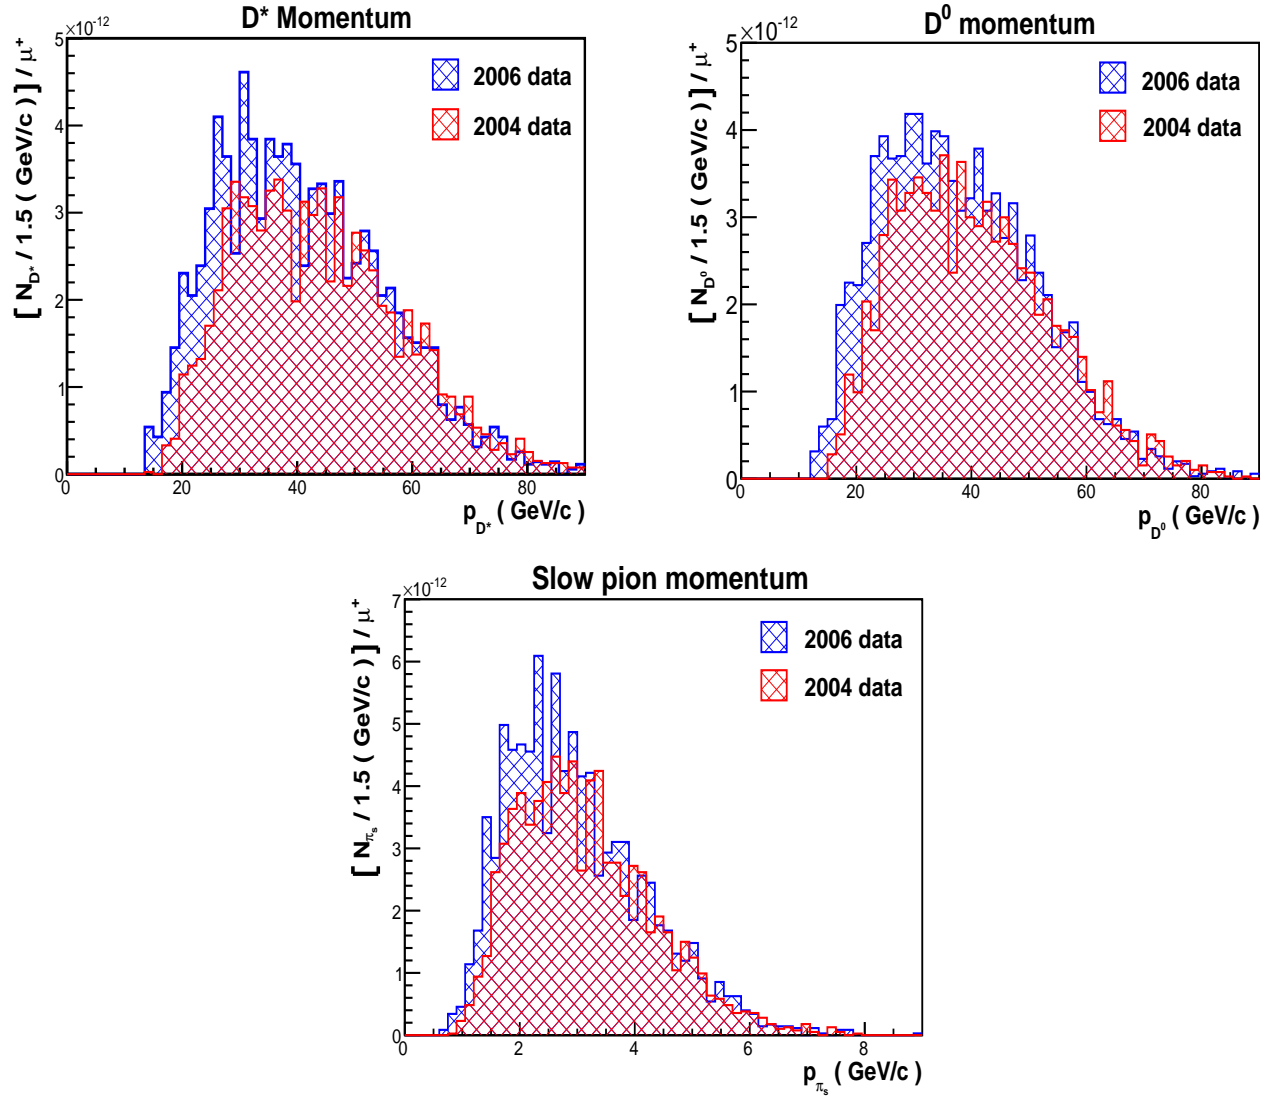 D* Momentum
×10⁻¹²
[ N_D* / 1.5 ( GeV/c ) ] / μ⁺
5
4
3
2
1
0
2006 data
2004 data
0 20 40 60 80
p_D* ( GeV/c )
D⁰ momentum
×10⁻¹²
[ N_D⁰ / 1.5 ( GeV/c ) ] / μ⁺
5
4
3
2
1
0
2006 data
2004 data
0 20 40 60 80
p_D⁰ ( GeV/c )
Slow pion momentum
×10⁻¹²
[ N_πs / 1.5 ( GeV/c ) ] / μ⁺
7
6
5
4
3
2
1
0
2006 data
2004 data
0 2 4 6 8
p_πs ( GeV/c )